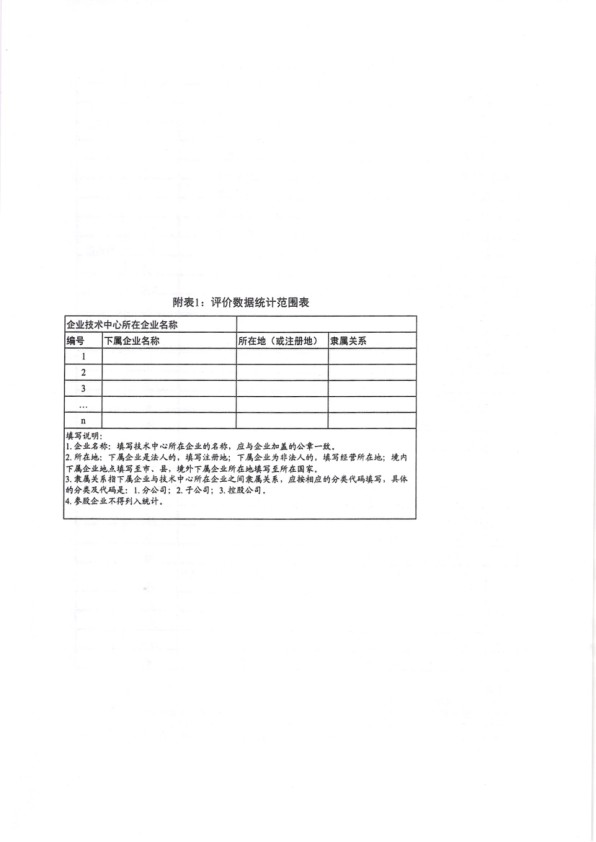 附表1：评价数据统计范围表
企业技术中心所在企业名称
编号 下属企业名称 所在地（或注册地） 隶属关系
1
2
3
…
n
填写说明：
1.企业名称：填写技术中心所在企业的名称，应与企业加盖的公章一致。
2.所在地：下属企业是法人的，填写注册地；下属企业为非法人的，填写经营所在地；境内
下属企业地点填写至市、县，境外下属企业所在地填写至所在国家。
3.隶属关系指下属企业与技术中心所在企业之间隶属关系，应按相应的分类代码填写，具体
的分类及代码是：1.分公司；2.子公司；3.控股公司。
4.参股企业不得列入统计。